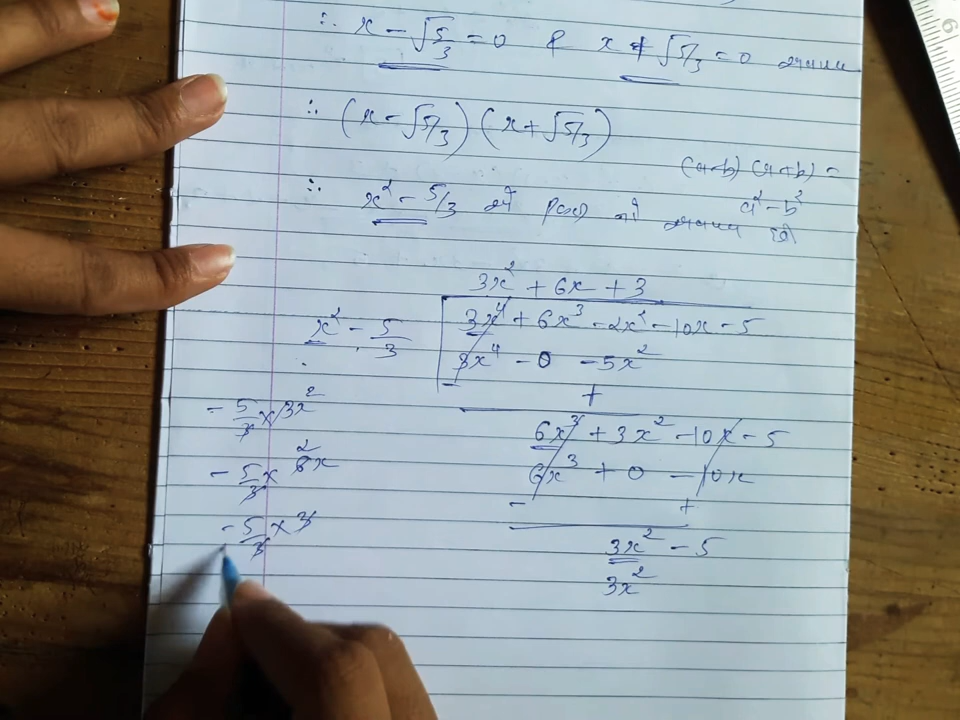 ∴ x - √5/3 = 0 & x + √5/3 = 0
∴ (x - √5/3) (x + √5/3)
(a-b) (a+b) =
a² - b²
∴ x² - 5/3
3x² + 6x + 3
x² - 5/3 | 3x⁴ + 6x³ - 2x² - 10x - 5
3x⁴ - 0 - 5x²
- +
- 5/3 × 3x²
6x³ + 3x² - 10x - 5
- 5/3 × 6x 2
6x³ + 0 - 10x
- +
- 5/3 × 3
3x² - 5
3x²
6